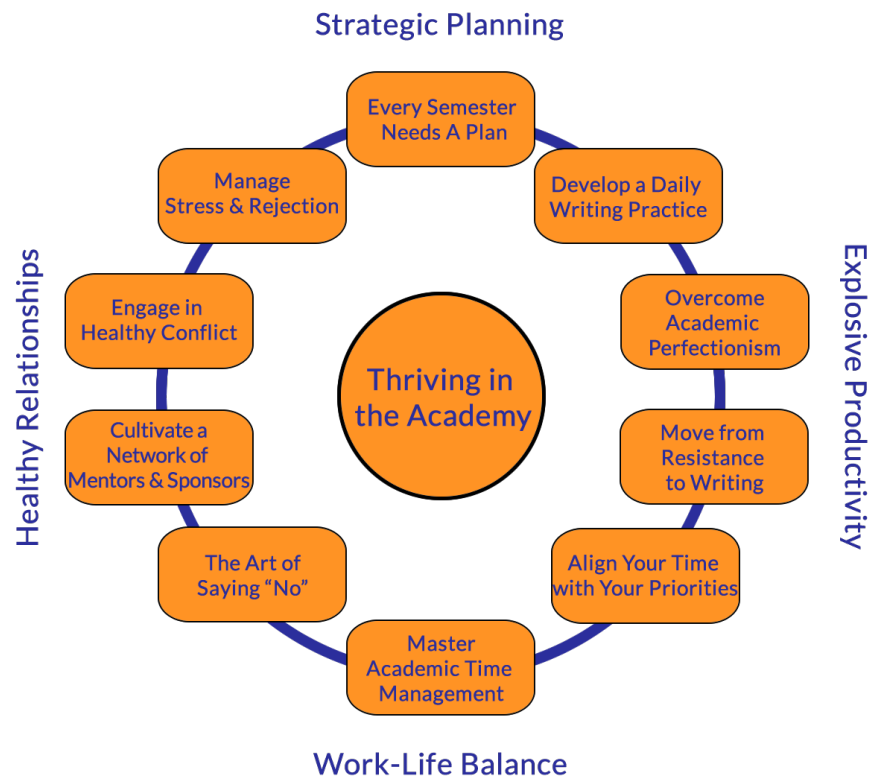 Strategic Planning
Every Semester
Needs A Plan
Develop a Daily
Writing Practice
Overcome
Academic
Perfectionism
Move from
Resistance
to Writing
Align Your Time
with Your Priorities
Master
Academic Time
Management
The Art of
Saying “No”
Cultivate a
Network of
Mentors & Sponsors
Engage in
Healthy Conflict
Manage
Stress & Rejection
Thriving in
the Academy
Explosive Productivity
Work-Life Balance
Healthy Relationships